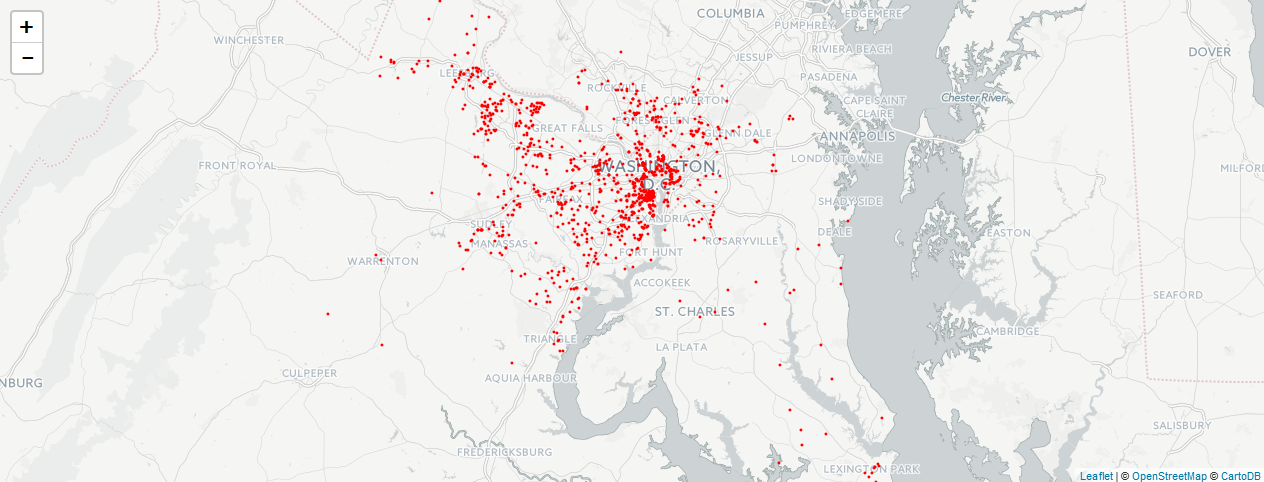 +
−
COLUMBIA
EDGEMERE
PUMPHREY
WINCHESTER
RIVIERA BEACH
DOVER
JESSUP
LEESBURG
PASADENA
ROCKVILLE
Chester River
CALVERTON
CAPE SAINT
CLAIRE
FOREST GLEN
GREAT FALLS
GLENN DALE
ANNAPOLIS
LONDONTOWNE
FRONT ROYAL
WASHINGTON,
D.C.
MILFORD
FAIRFAX
SHADY SIDE
ALEXANDRIA
SUDLEY
DEALE
EASTON
MANASSAS
ROSARYVILLE
FORT HUNT
WARRENTON
ACCOKEEK
SEAFORD
ST. CHARLES
CAMBRIDGE
TRIANGLE
LA PLATA
CULPEPER
AQUIA HARBOUR
NBURG
SALISBURY
FREDERICKSBURG
LEXINGTON PARK
Leaflet | © OpenStreetMap © CartoDB